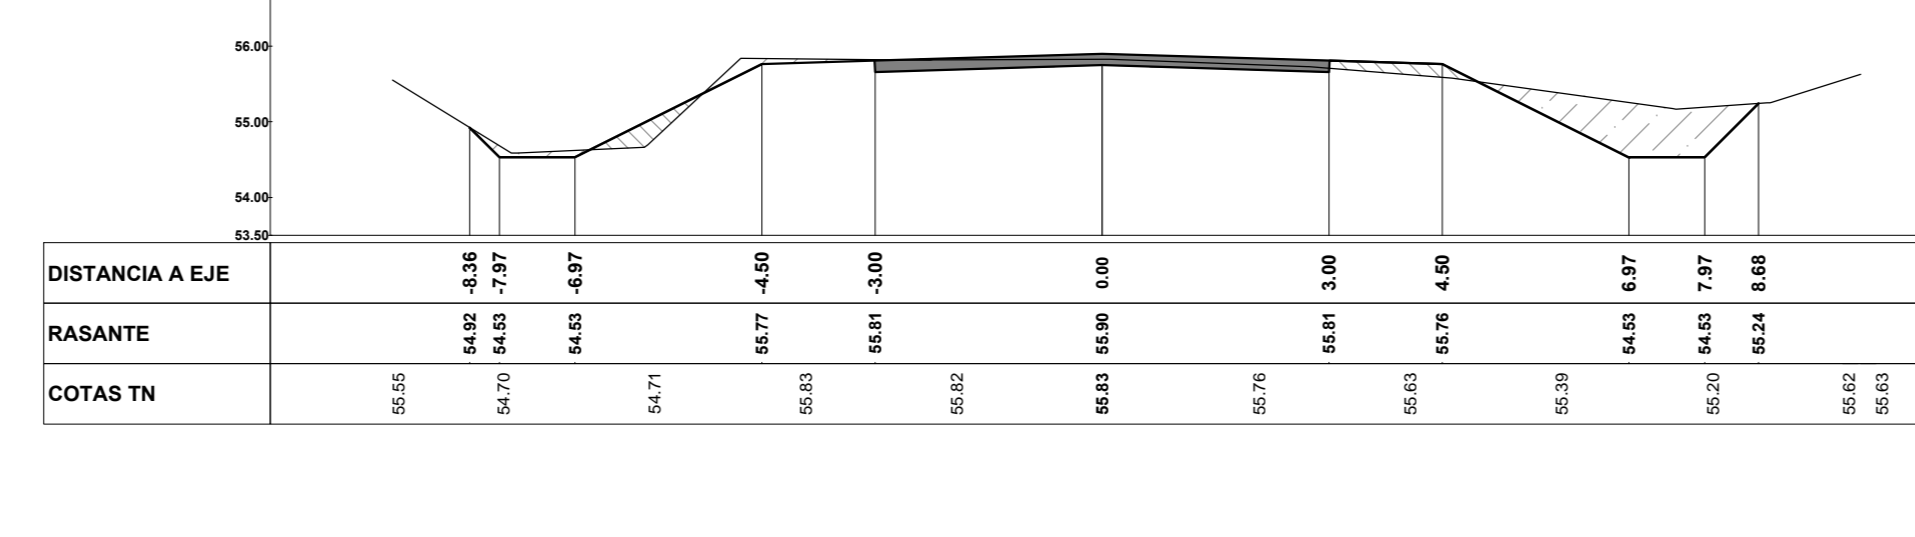 56.00
55.00
54.00
53.50
DISTANCIA A EJE -8.36 -7.97 -6.97 -4.50 -3.00 0.00 3.00 4.50 6.97 7.97 8.68
RASANTE 54.92 54.53 54.53 55.77 55.81 55.90 55.81 55.76 54.53 54.53 55.24
COTAS TN 55.55 54.70 54.71 55.83 55.82 55.83 55.76 55.63 55.39 55.20 55.62 55.63